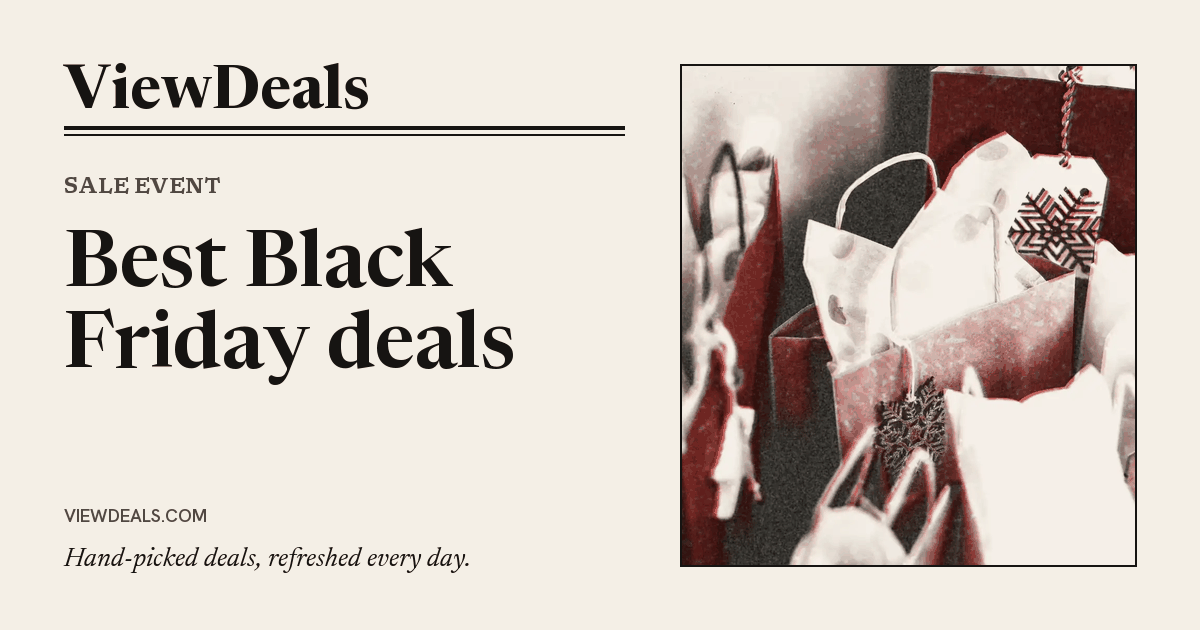 ViewDeals
SALE EVENT
Best Black
Friday deals
VIEWDEALS.COM
Hand-picked deals, refreshed every day.